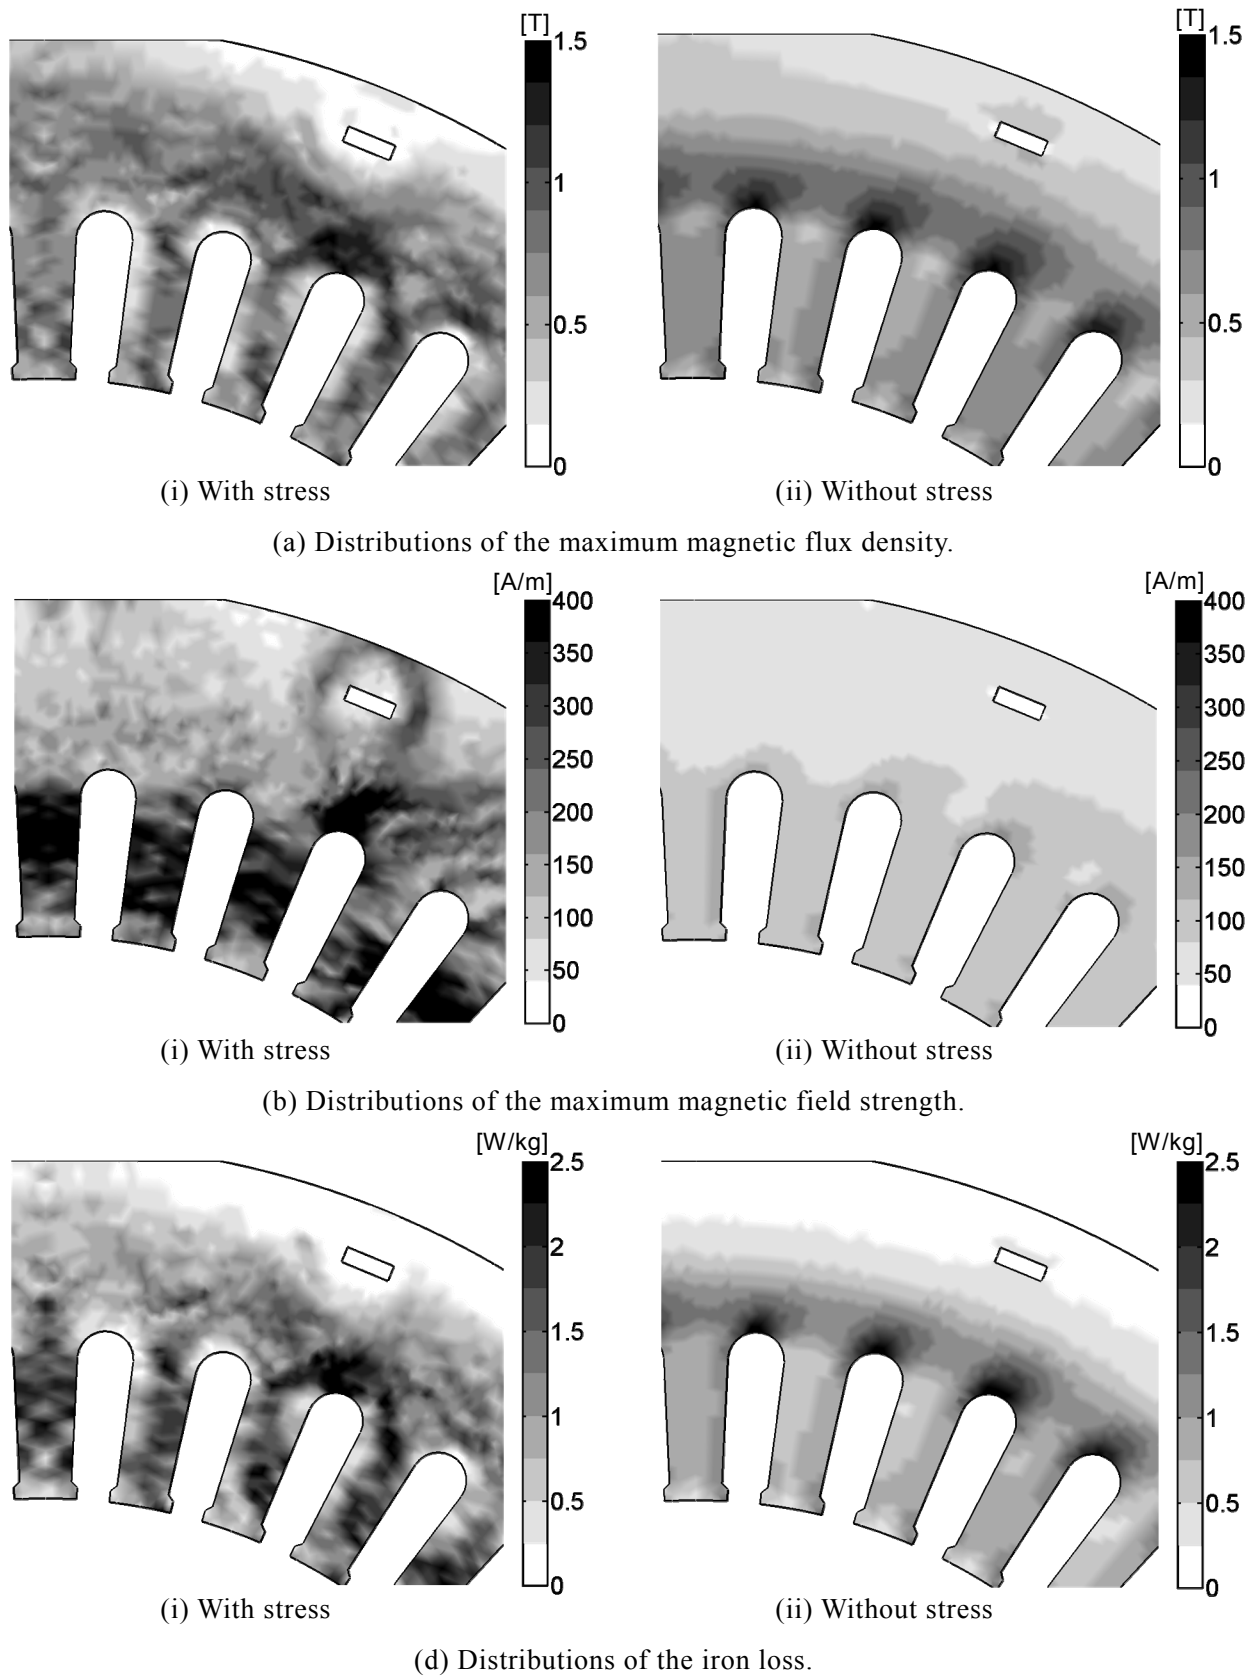 [T]
1.5
1
0.5
0
[T]
1.5
1
0.5
0
(i) With stress
(ii) Without stress
(a) Distributions of the maximum magnetic flux density.
[A/m]
400
350
300
250
200
150
100
50
0
[A/m]
400
350
300
250
200
150
100
50
0
(i) With stress
(ii) Without stress
(b) Distributions of the maximum magnetic field strength.
[W/kg]
2.5
2
1.5
1
0.5
0
[W/kg]
2.5
2
1.5
1
0.5
0
(i) With stress
(ii) Without stress
(d) Distributions of the iron loss.